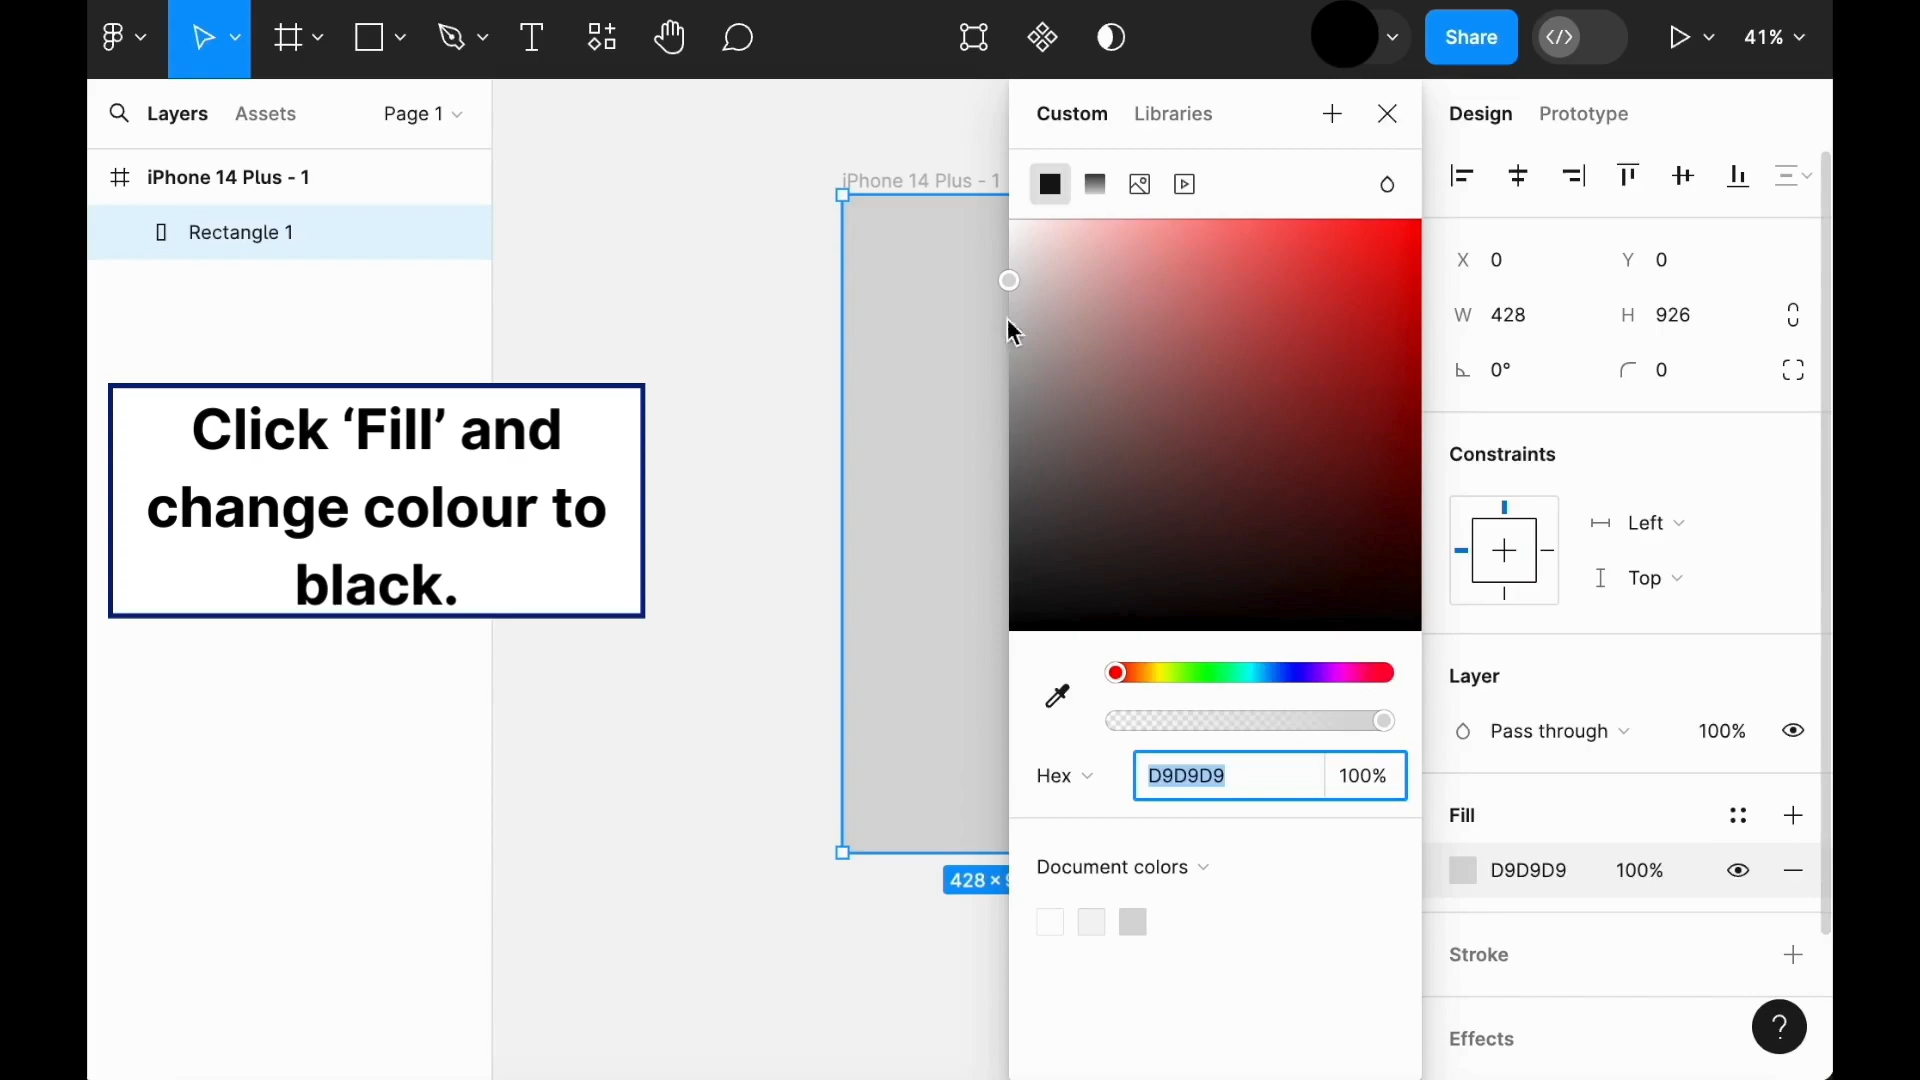 Share
</>
41%
Layers
Assets
Page 1
Custom
Libraries
Design
Prototype
iPhone 14 Plus - 1
Rectangle 1
iPhone 14 Plus - 1
X 0
Y 0
W 428
H 926
0°
0
Click ‘Fill’ and
change colour to
black.
Constraints
Left
Top
Layer
Pass through
100%
Hex
D9D9D9
100%
Fill
D9D9D9
100%
Document colors
428 ×
Stroke
Effects
?